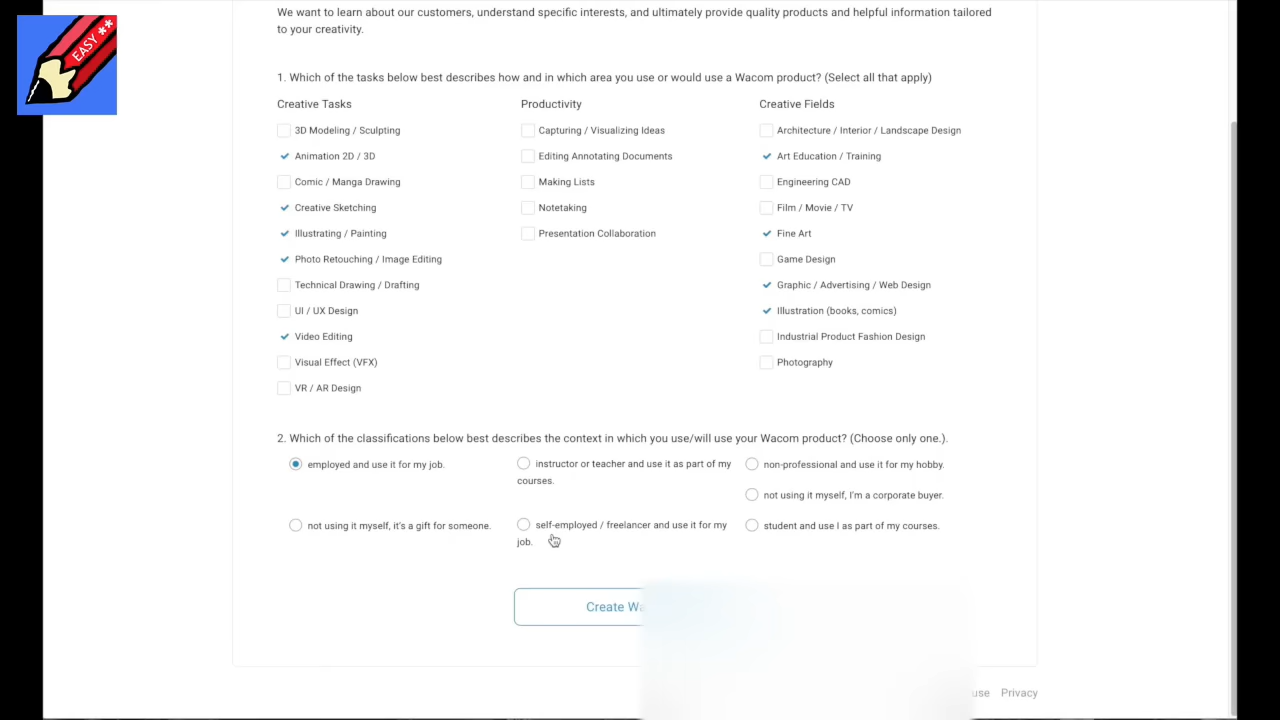 EASY **
We want to learn about our customers, understand specific interests, and ultimately provide quality products and helpful information tailored
to your creativity.
1. Which of the tasks below best describes how and in which area you use or would use a Wacom product? (Select all that apply)
Creative Tasks
3D Modeling / Sculpting
Animation 2D / 3D
Comic / Manga Drawing
Creative Sketching
Illustrating / Painting
Photo Retouching / Image Editing
Technical Drawing / Drafting
UI / UX Design
Video Editing
Visual Effect (VFX)
VR / AR Design
Productivity
Capturing / Visualizing Ideas
Editing Annotating Documents
Making Lists
Notetaking
Presentation Collaboration
Creative Fields
Architecture / Interior / Landscape Design
Art Education / Training
Engineering CAD
Film / Movie / TV
Fine Art
Game Design
Graphic / Advertising / Web Design
Illustration (books, comics)
Industrial Product Fashion Design
Photography
2. Which of the classifications below best describes the context in which you use/will use your Wacom product? (Choose only one.).
employed and use it for my job.
instructor or teacher and use it as part of my
courses.
non-professional and use it for my hobby.
not using it myself, I'm a corporate buyer.
not using it myself, it's a gift for someone.
self-employed / freelancer and use it for my
job.
student and use I as part of my courses.
Create Wa
use Privacy